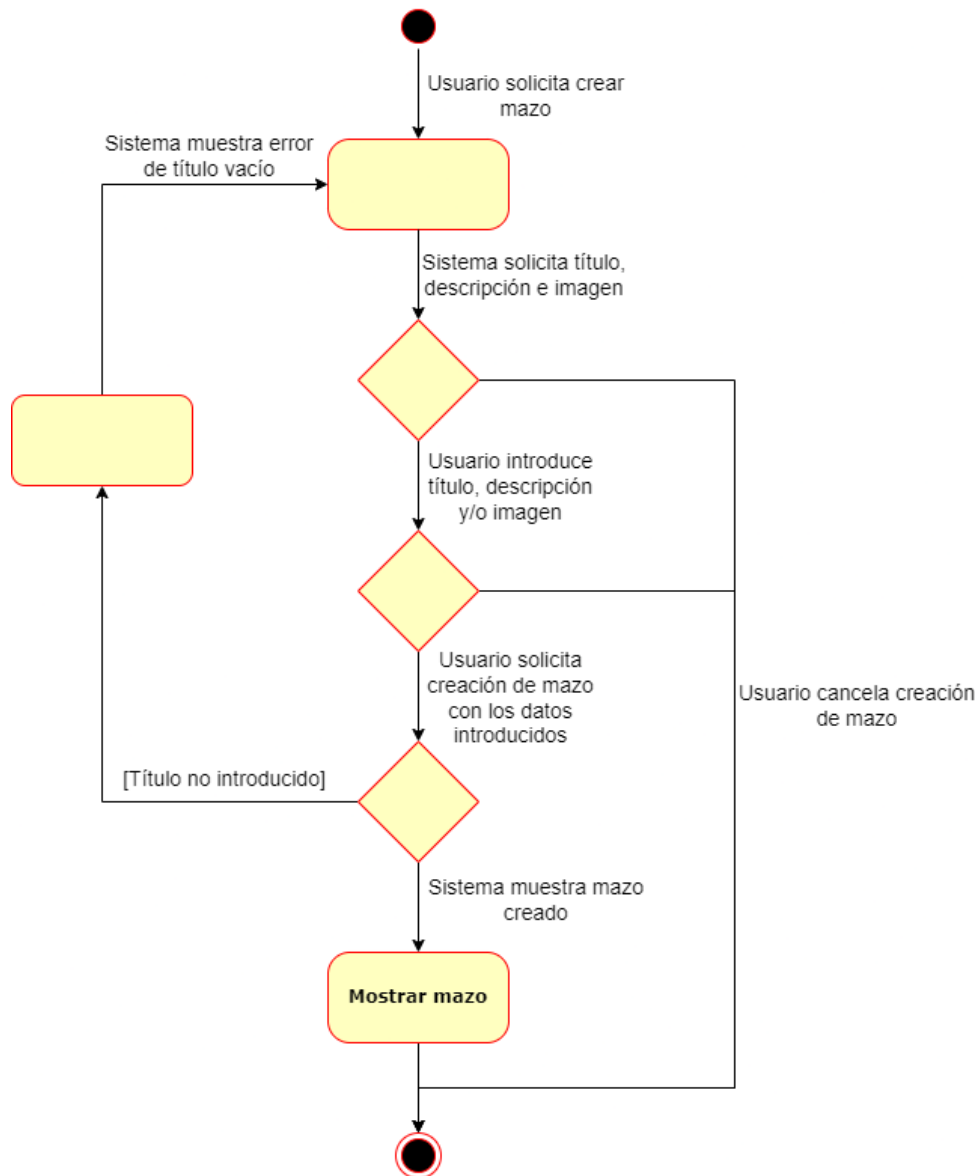 Usuario solicita crear
mazo
Sistema muestra error
de título vacío
Sistema solicita título,
descripción e imagen
Usuario introduce
título, descripción
y/o imagen
Usuario solicita
creación de mazo
con los datos
introducidos
Usuario cancela creación
de mazo
[Título no introducido]
Sistema muestra mazo
creado
Mostrar mazo